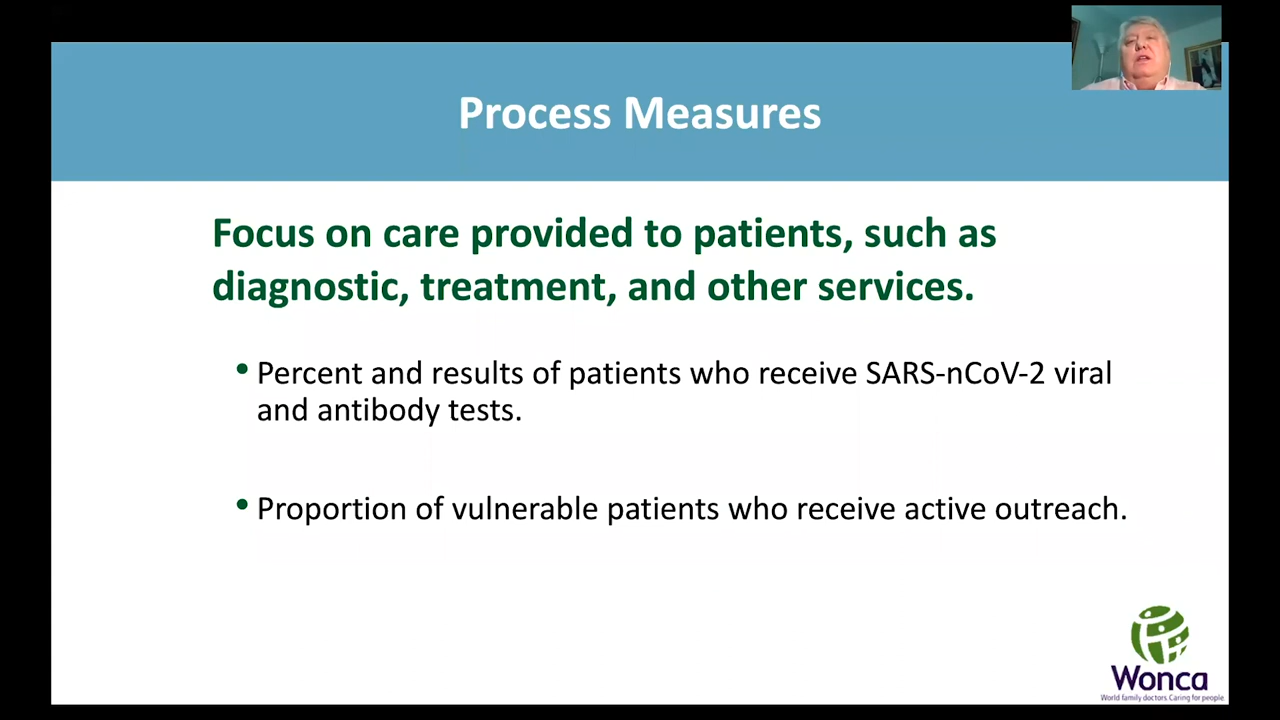 Process Measures
Focus on care provided to patients, such as
diagnostic, treatment, and other services.
• Percent and results of patients who receive SARS-nCoV-2 viral
and antibody tests.
• Proportion of vulnerable patients who receive active outreach.
Wonca
World family doctors. Caring for people.